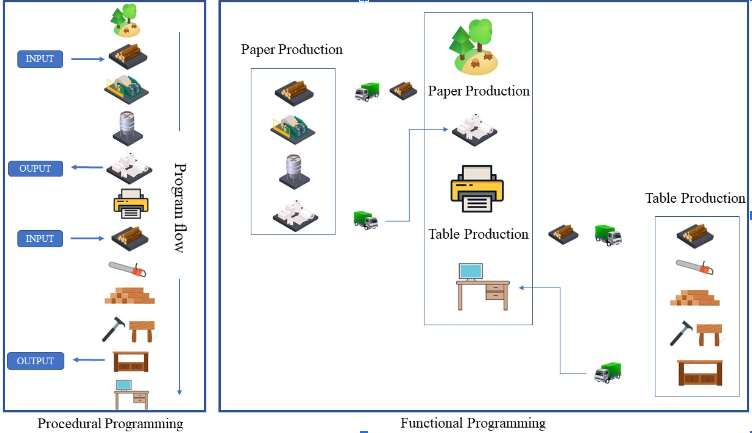 INPUT
OUPUT
INPUT
OUTPUT
Program flow
Procedural Programming
Paper Production
Paper Production
Table Production
Table Production
Functional Programming